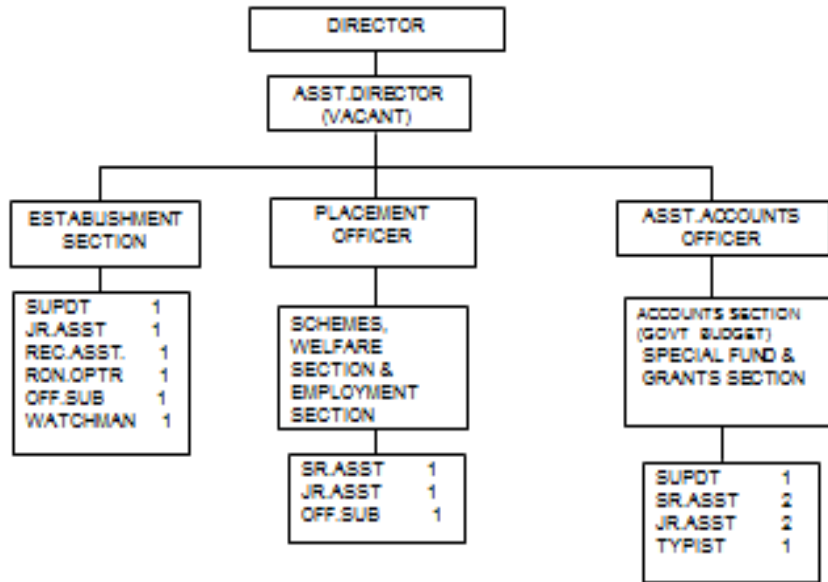 DIRECTOR
ASST.DIRECTOR
(VACANT)
ESTABLISHMENT
SECTION
PLACEMENT
OFFICER
ASST.ACCOUNTS
OFFICER
SUPDT 1
JR.ASST 1
REC.ASST. 1
RON.OPTR 1
OFF.SUB 1
WATCHMAN 1
SCHEMES,
WELFARE
SECTION &
EMPLOYMENT
SECTION
ACCOUNTS SECTION
(GOVT BUDGET)
SPECIAL FUND &
GRANTS SECTION
SR.ASST 1
JR.ASST 1
OFF.SUB 1
SUPDT 1
SR.ASST 2
JR.ASST 2
TYPIST 1